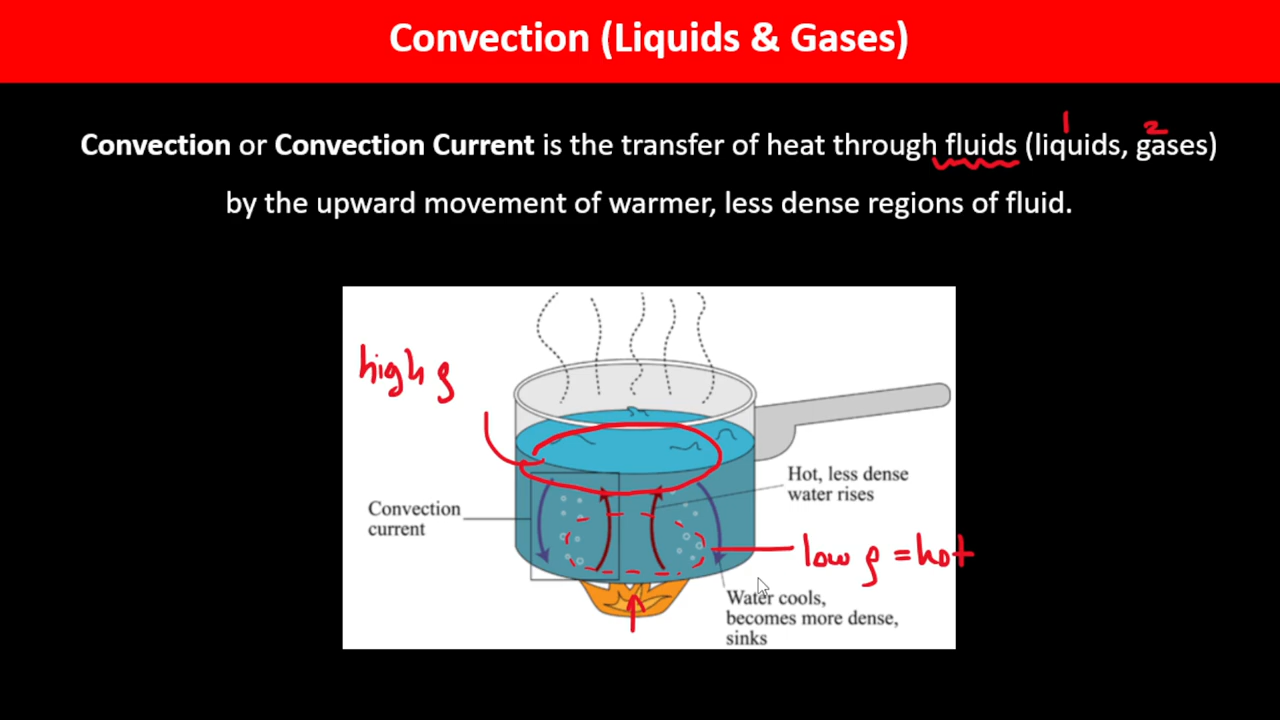 Convection (Liquids & Gases)
1 2
Convection or Convection Current is the transfer of heat through fluids (liquids, gases)
by the upward movement of warmer, less dense regions of fluid.
high ρ
Hot, less dense
water rises
Convection
current
low ρ = hot
Water cools,
becomes more dense,
sinks